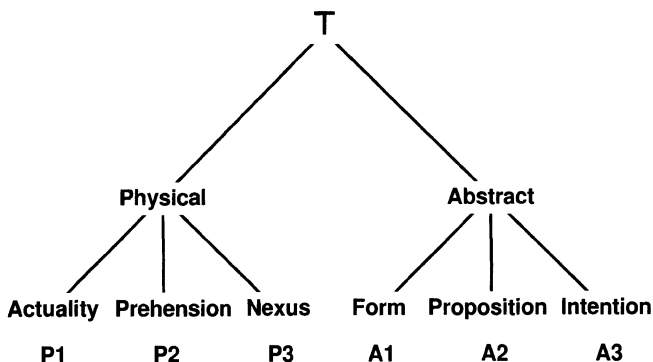 T
Physical Abstract
Actuality Prehension Nexus Form Proposition Intention
P1 P2 P3 A1 A2 A3